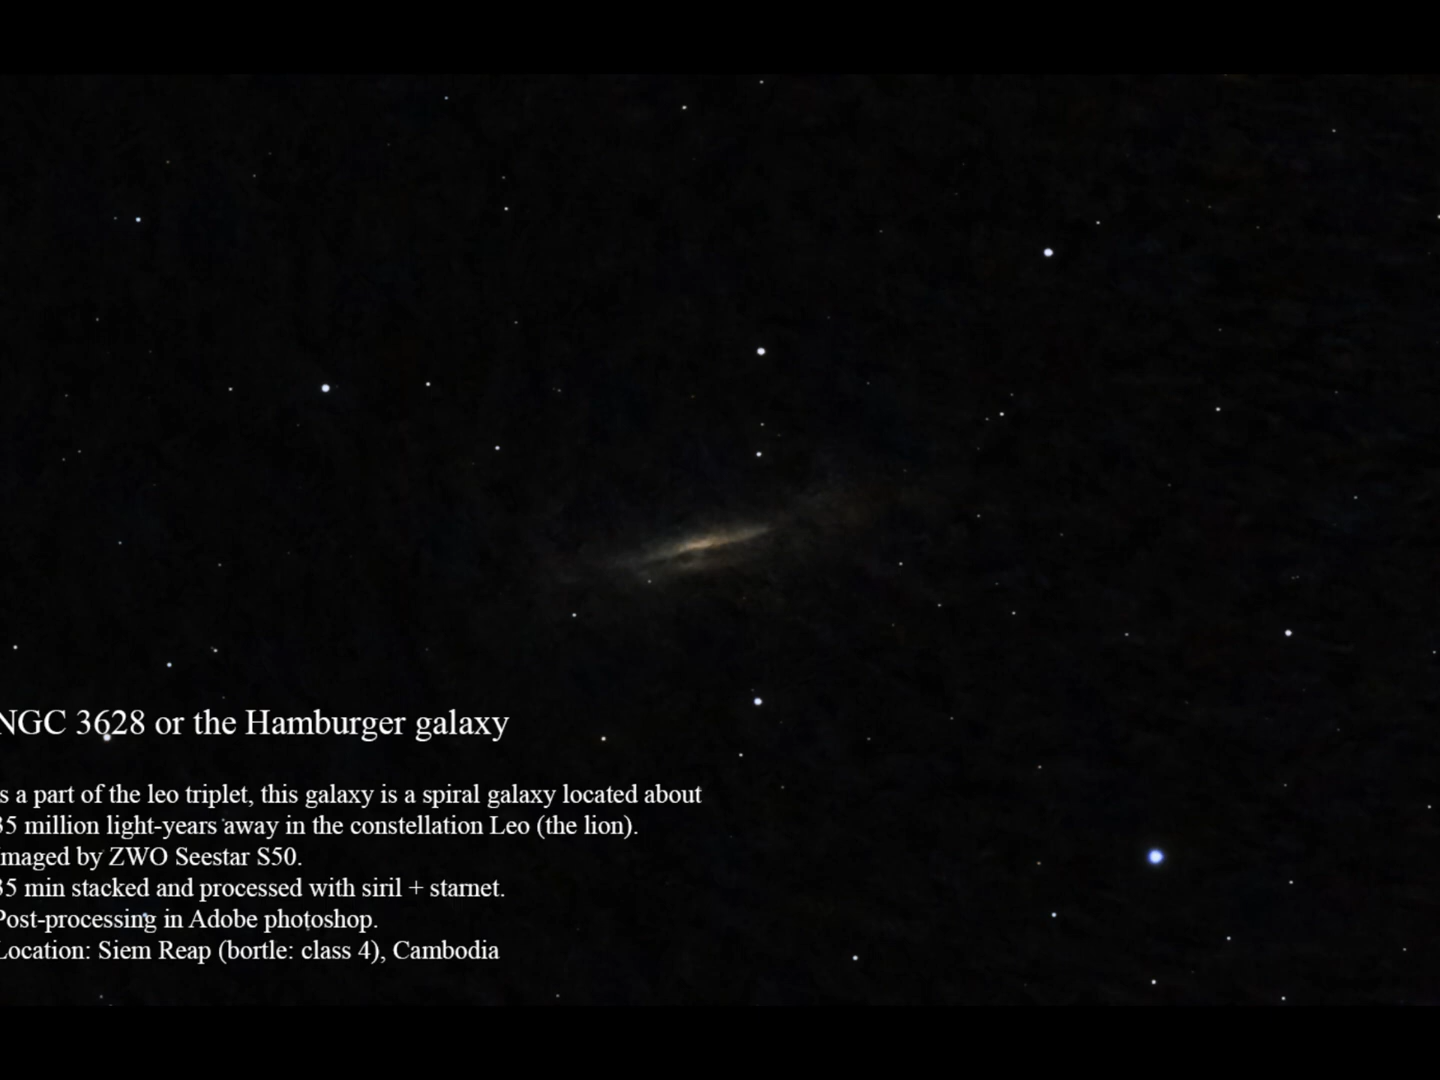 NGC 3628 or the Hamburger galaxy
s a part of the leo triplet, this galaxy is a spiral galaxy located about
35 million light-years away in the constellation Leo (the lion).
Imaged by ZWO Seestar S50.
35 min stacked and processed with siril + starnet.
Post-processing in Adobe photoshop.
Location: Siem Reap (bortle: class 4), Cambodia